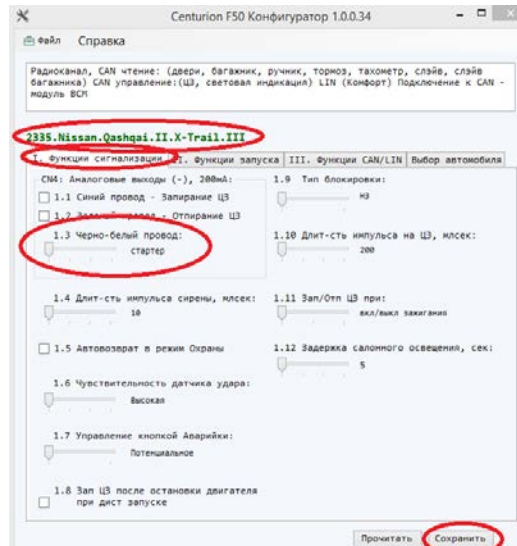 Centurion F50 Конфигуратор 1.0.0.34
Файл Справка
Радиоканал, CAN чтение: (двери, багажник, ручник, тормоз, тахометр, слэйв, слэйв
багажника) CAN управление:(ЦЗ, световая индикация) LIN (Комфорт) Подключение к CAN -
модуль BCM
2335.Nissan.Qashqai.II.X-Trail.III
I. Функции сигнализации II. Функции запуска III. Функции CAN/LIN Выбор автомобиля
CN4: Аналоговые выходы (-), 200мА:
1.1 Синий провод - Запирание ЦЗ
1.2 провод - Отпирание ЦЗ
1.3 Черно-белый провод:
стартер
1.4 Длит-сть импульса сирены, млсек:
10
1.5 Автовозврат в режим Охраны
1.6 Чувствительность датчика удара:
Высокая
1.7 Управление кнопкой Аварийки:
Потенциальное
1.8 Зап ЦЗ после остановки двигателя
при дист запуске
1.9 Тип блокировки:
НЗ
1.10 Длит-сть импульса на ЦЗ, млсек:
200
1.11 Зап/Отп ЦЗ при:
вкл/выкл зажигания
1.12 Задержка салонного освещения, сек:
5
Прочитать Сохранить